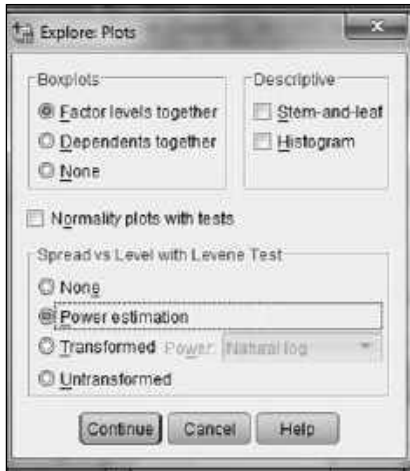 Explore: Plots
Boxplots
Factor levels together
Dependents together
None
Descriptive
Stem-and-leaf
Histogram
Normality plots with tests
Spread vs Level with Levene Test
None
Power estimation
Transformed Power: Natural log
Untransformed
Continue Cancel Help